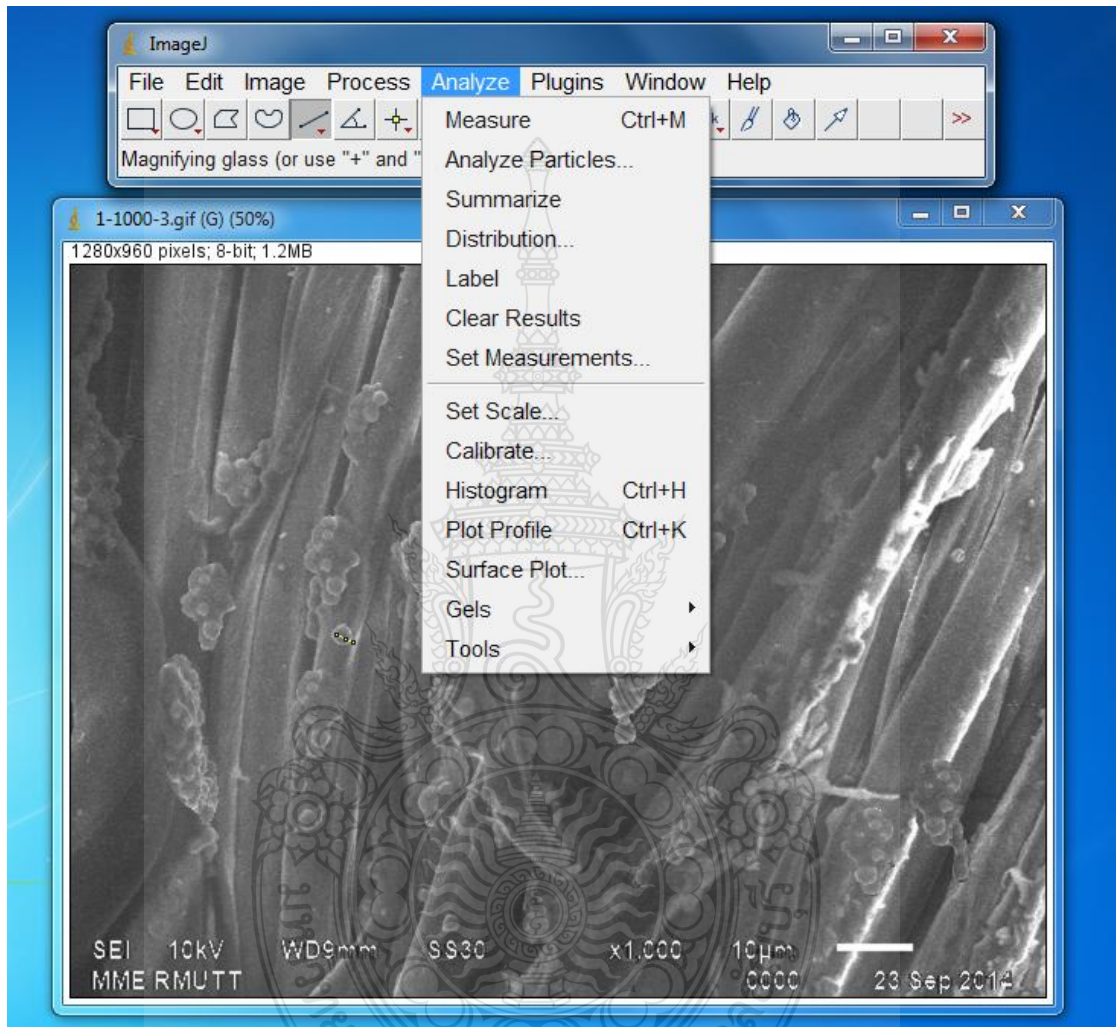 ImageJ
File Edit Image Process Analyze Plugins Window Help
>>
Magnifying glass (or use "+" and "
Measure Ctrl+M
Analyze Particles...
Summarize
Distribution...
Label
Clear Results
Set Measurements...
Set Scale...
Calibrate...
Histogram Ctrl+H
Plot Profile Ctrl+K
Surface Plot...
Gels
Tools
1-1000-3.gif (G) (50%)
1280x960 pixels; 8-bit; 1.2MB
SEI 10kV WD9mm SS30 x1,000 10µm
MME RMUTT 0000 23 Sep 2014